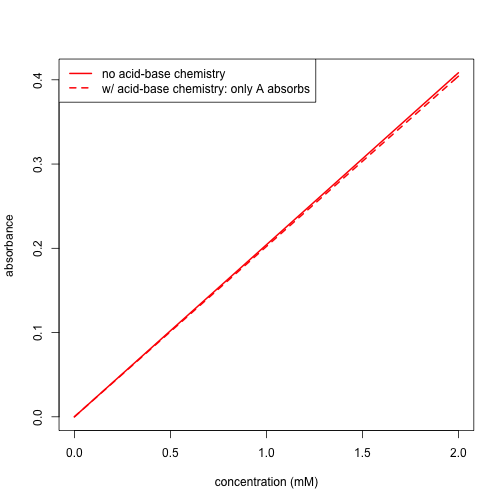 no acid-base chemistry
w/ acid-base chemistry: only A absorbs
0.4
0.3
0.2
0.1
0.0
absorbance
0.0 0.5 1.0 1.5 2.0
concentration (mM)